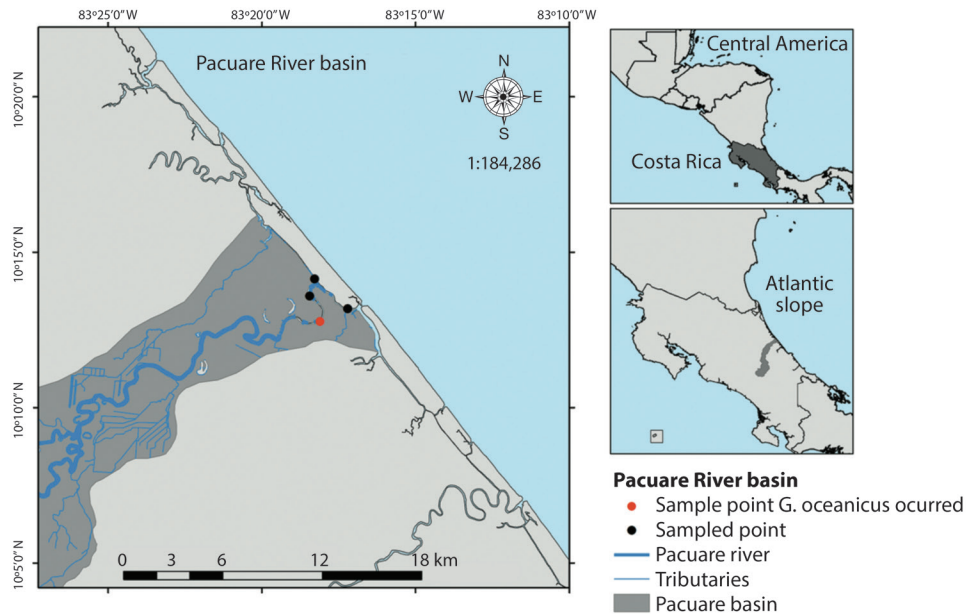 83°25'0"W
83°20'0"W
83°15'0"W
83°10'0"W
10°20'0" N
10°15'0" N
10°10'0" N
10°5'0" N
Pacuare River basin
N
W
E
S
1:184,286
0 3 6 12 18 km
Central America
Costa Rica
Atlantic
slope
Pacuare River basin
Sample point G. oceanicus ocurred
Sampled point
Pacuare river
Tributaries
Pacuare basin